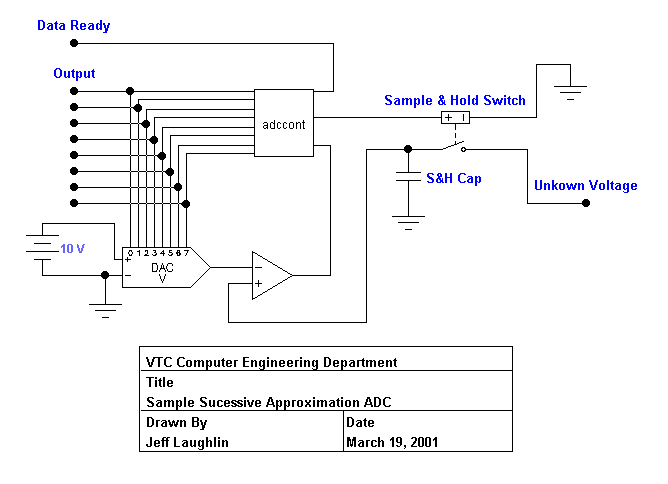 Data Ready
Output
adccont
Sample & Hold Switch
+ -
S&H Cap
Unkown Voltage
10 V
0 1 2 3 4 5 6 7
+
-
DAC
V
-
+
VTC Computer Engineering Department
Title
Sample Sucessive Approximation ADC
Drawn By
Date
Jeff Laughlin
March 19, 2001